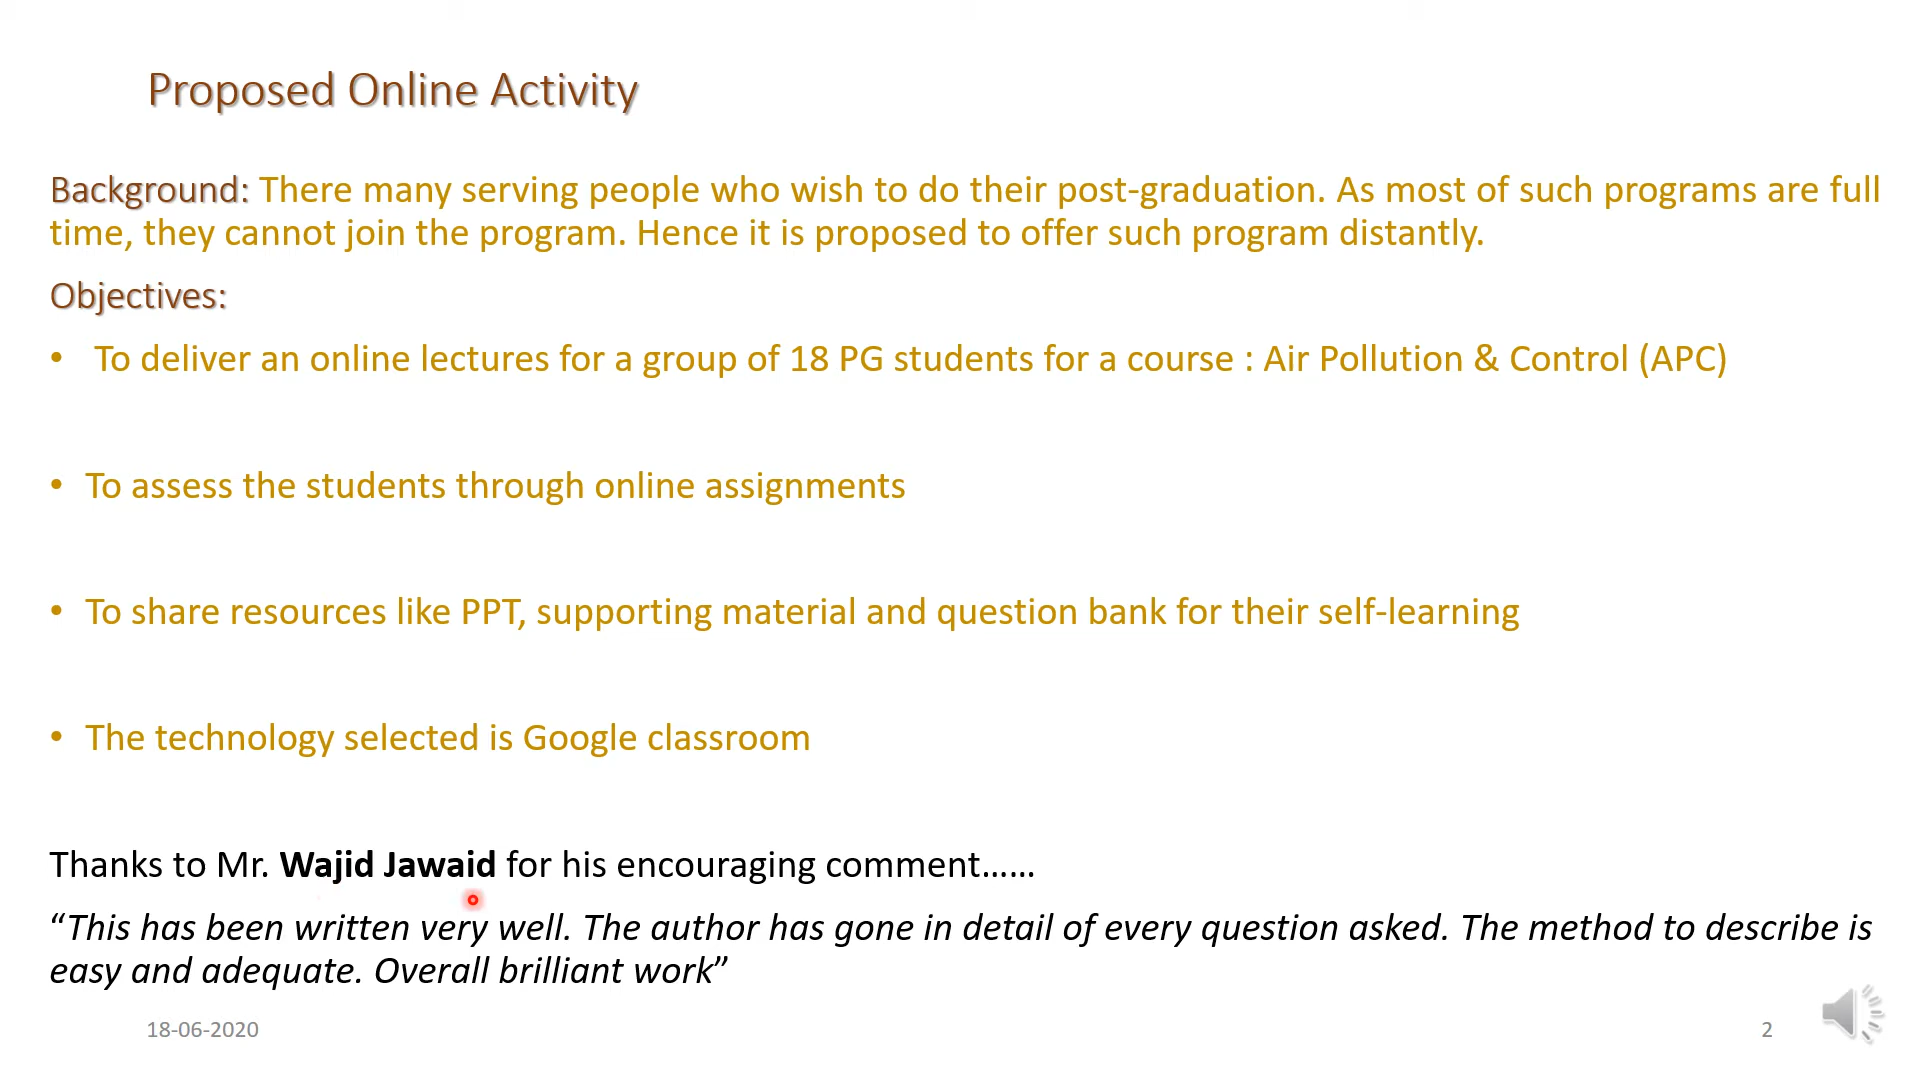 Proposed Online Activity
Background: There many serving people who wish to do their post-graduation. As most of such programs are full
time, they cannot join the program. Hence it is proposed to offer such program distantly.
Objectives:
• To deliver an online lectures for a group of 18 PG students for a course : Air Pollution & Control (APC)
• To assess the students through online assignments
• To share resources like PPT, supporting material and question bank for their self-learning
• The technology selected is Google classroom
Thanks to Mr. Wajid Jawaid for his encouraging comment……
“This has been written very well. The author has gone in detail of every question asked. The method to describe is
easy and adequate. Overall brilliant work”
18-06-2020
2